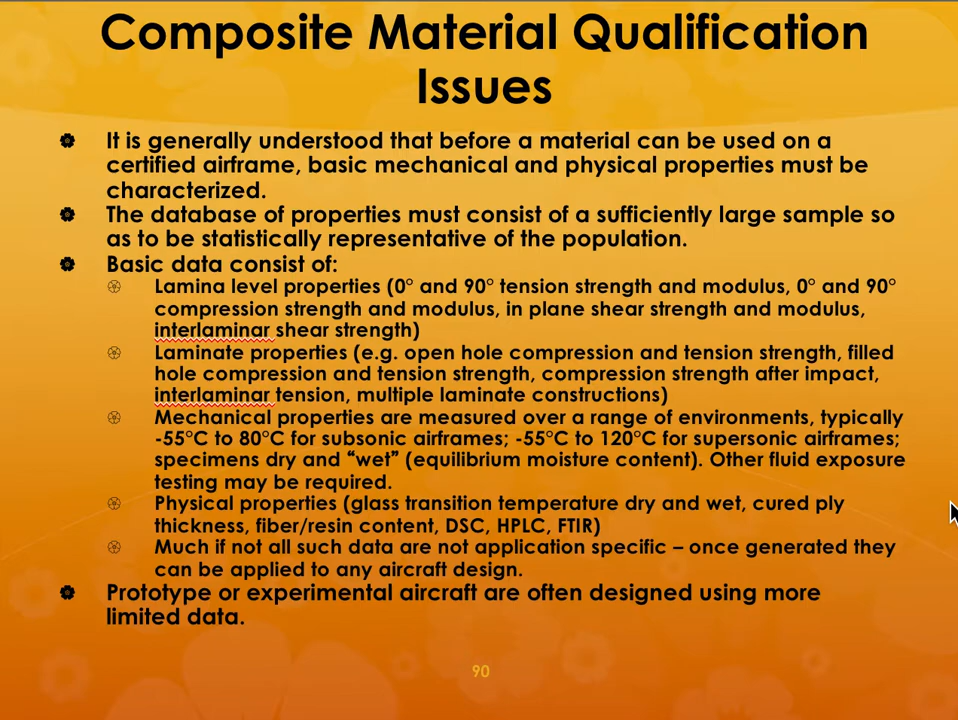 Composite Material Qualification
Issues
It is generally understood that before a material can be used on a
certified airframe, basic mechanical and physical properties must be
characterized.
The database of properties must consist of a sufficiently large sample so
as to be statistically representative of the population.
Basic data consist of:
Lamina level properties (0° and 90° tension strength and modulus, 0° and 90°
compression strength and modulus, in plane shear strength and modulus,
interlaminar shear strength)
Laminate properties (e.g. open hole compression and tension strength, filled
hole compression and tension strength, compression strength after impact,
interlaminar tension, multiple laminate constructions)
Mechanical properties are measured over a range of environments, typically
-55°C to 80°C for subsonic airframes; -55°C to 120°C for supersonic airframes;
specimens dry and “wet” (equilibrium moisture content). Other fluid exposure
testing may be required.
Physical properties (glass transition temperature dry and wet, cured ply
thickness, fiber/resin content, DSC, HPLC, FTIR)
Much if not all such data are not application specific – once generated they
can be applied to any aircraft design.
Prototype or experimental aircraft are often designed using more
limited data.
90